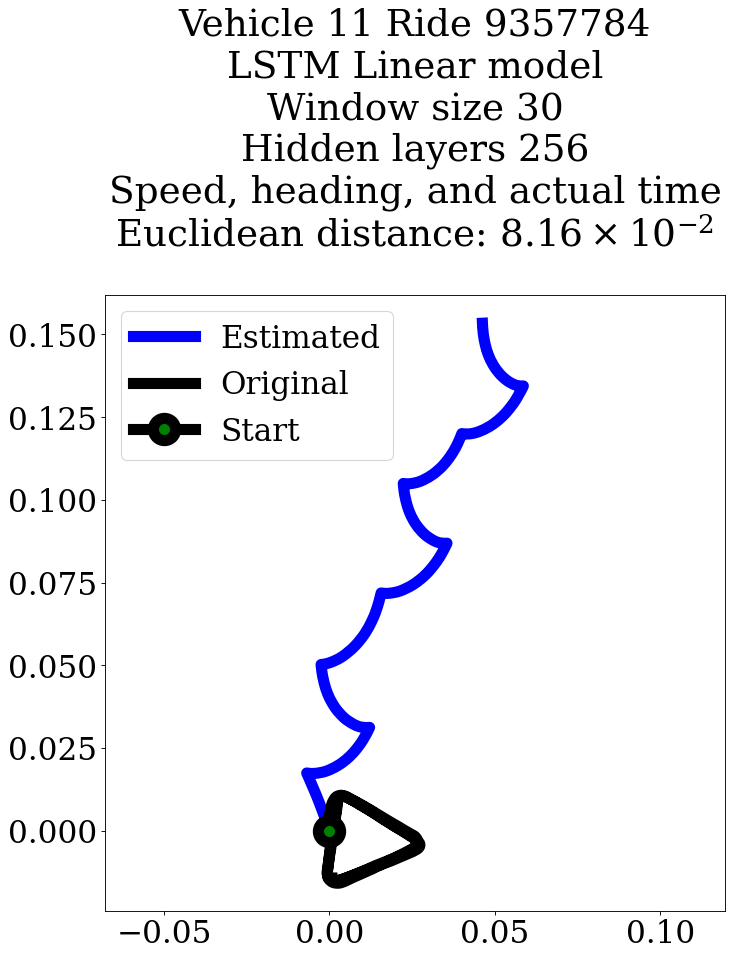 Vehicle 11 Ride 9357784
LSTM Linear model
Window size 30
Hidden layers 256
Speed, heading, and actual time
Euclidean distance: 8.16 × 10⁻²
Estimated
Original
Start
0.150
0.125
0.100
0.075
0.050
0.025
0.000
−0.05 0.00 0.05 0.10